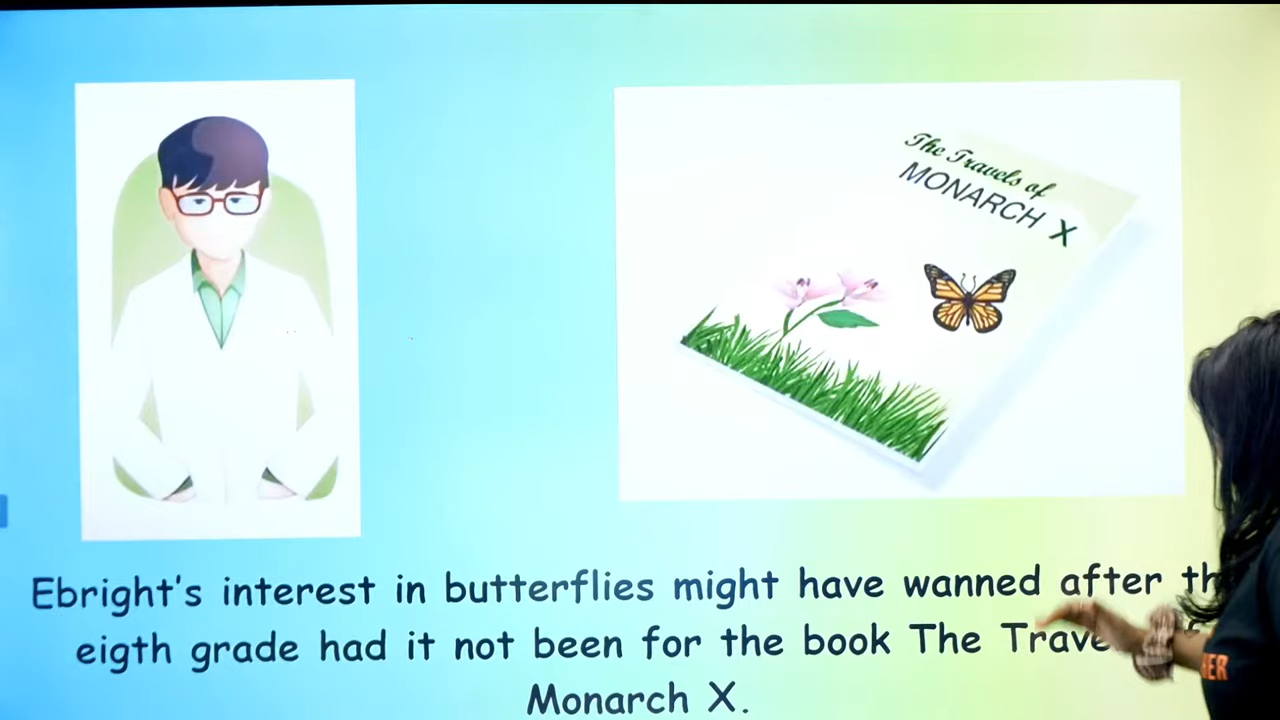 The Travels of
MONARCH X
Ebright's interest in butterflies might have wanned after
eigth grade had it not been for the book The
Monarch X.